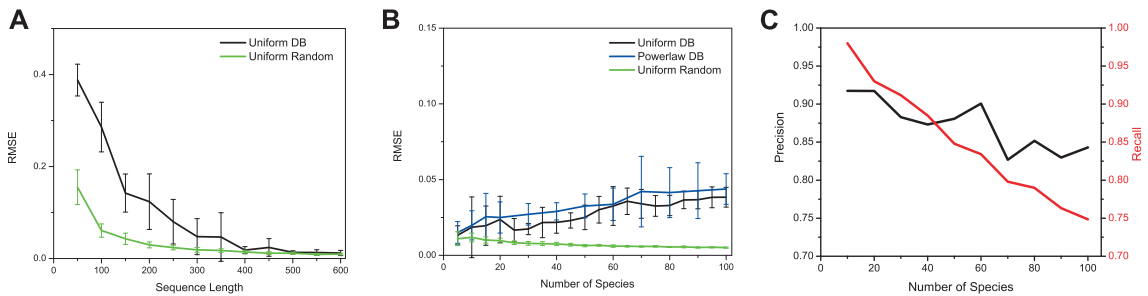 A
Uniform DB
Uniform Random
RMSE
0.4
0.2
0.0
0 100 200 300 400 500 600
Sequence Length
B
Uniform DB
Powerlaw DB
Uniform Random
RMSE
0.15
0.10
0.05
0.00
0 20 40 60 80 100
Number of Species
C
Precision
1.00
0.95
0.90
0.85
0.80
0.75
0.70
0 20 40 60 80 100
Number of Species
1.00
0.95
0.90
0.85
0.80
0.75
0.70
Recall